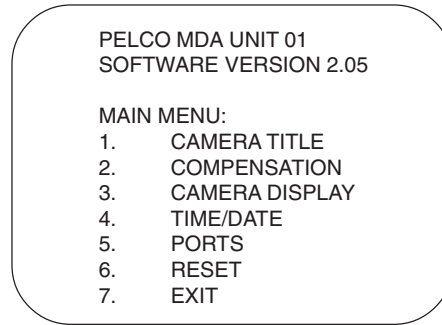 PELCO MDA UNIT 01
SOFTWARE VERSION 2.05
MAIN MENU:
1. CAMERA TITLE
2. COMPENSATION
3. CAMERA DISPLAY
4. TIME/DATE
5. PORTS
6. RESET
7. EXIT